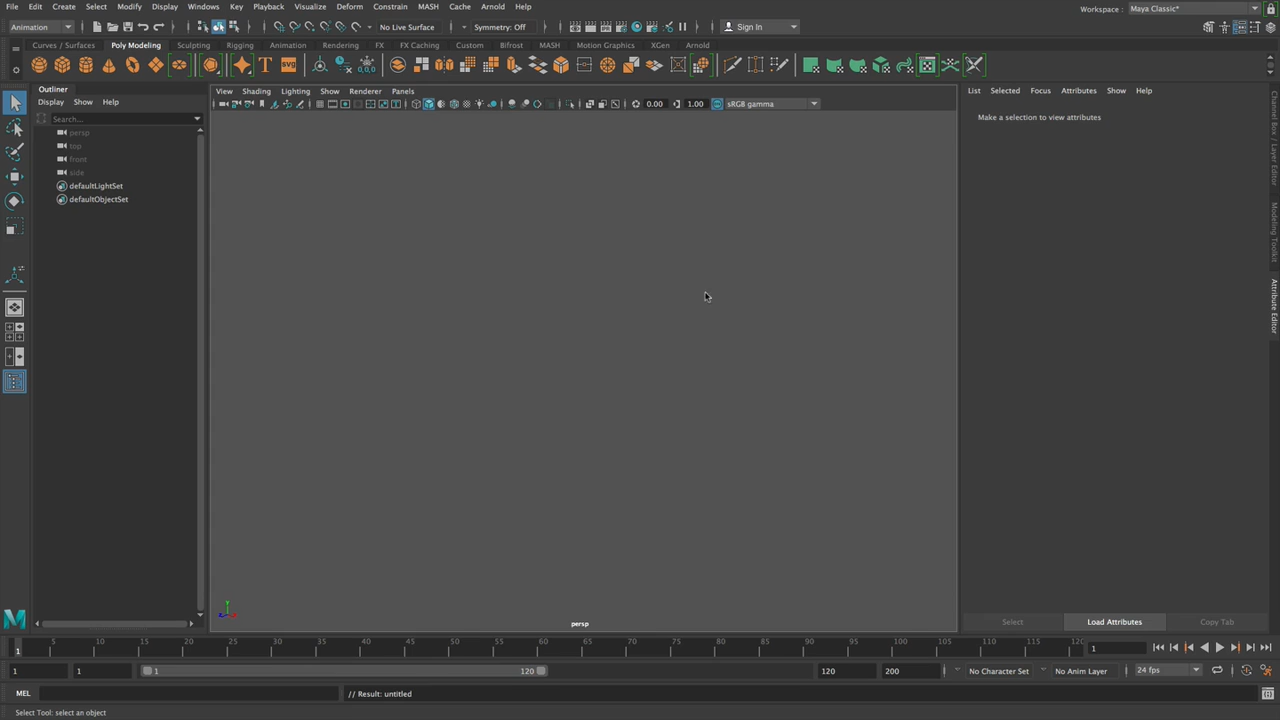 File Edit Create Select Modify Display Windows Key Playback Visualize Deform Constrain MASH Cache Arnold Help
Workspace : Maya Classic*
Animation No Live Surface Symmetry: Off Sign In
Curves / Surfaces Poly Modeling Sculpting Rigging Animation Rendering FX FX Caching Custom Bifrost MASH Motion Graphics XGen Arnold
T SVG
Outliner
Display Show Help
Search...
persp
top
front
side
defaultLightSet
defaultObjectSet
View Shading Lighting Show Renderer Panels
0.00 1.00 sRGB gamma
persp
List Selected Focus Attributes Show Help
Make a selection to view attributes
Select Load Attributes Copy Tab
Channel Box / Layer Editor
Modeling Toolkit
Attribute Editor
5 10 15 20 25 30 35 40 45 50 55 60 65 70 75 80 85 90 95 100 105 110 115 120
1 1
1 1 1 120 120 200 No Character Set No Anim Layer 24 fps
MEL // Result: untitled
Select Tool: select an object